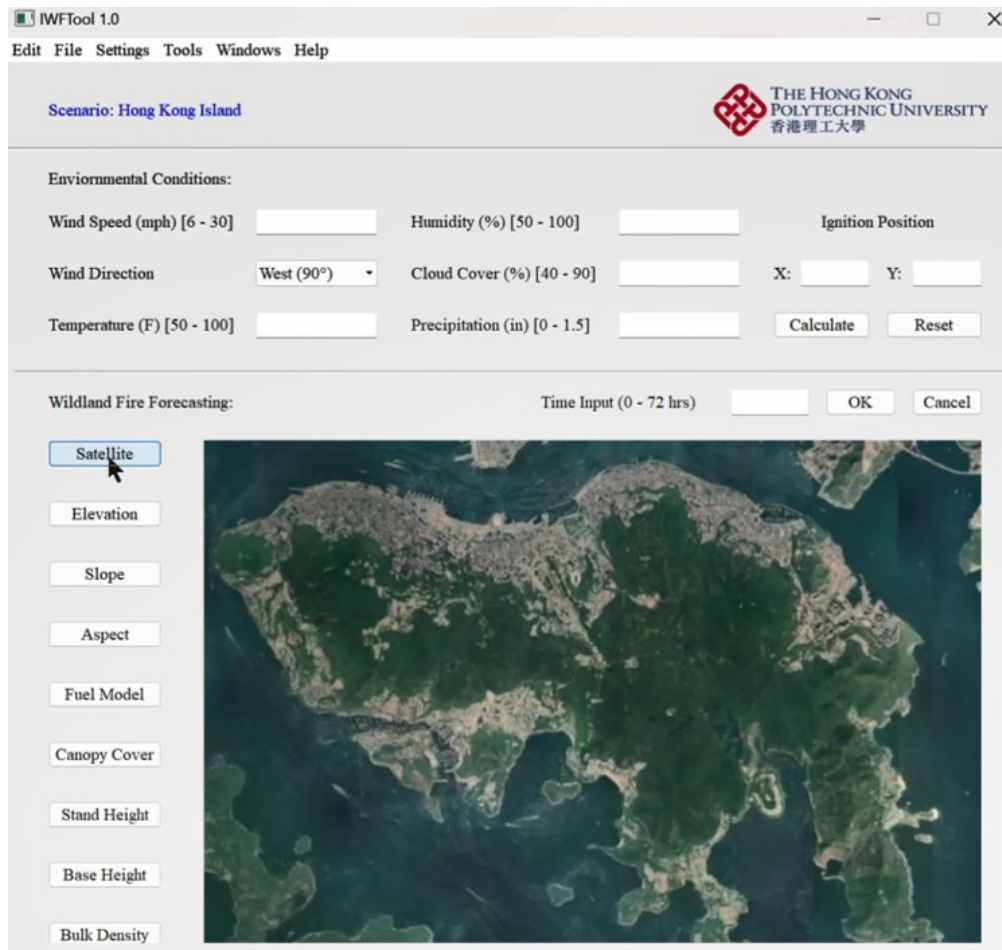 IWFTool 1.0
Edit File Settings Tools Windows Help
Scenario: Hong Kong Island
THE HONG KONG
POLYTECHNIC UNIVERSITY
香港理工大學
Enviornmental Conditions:
Wind Speed (mph) [6 - 30]
Humidity (%) [50 - 100]
Ignition Position
Wind Direction
West (90°)
Cloud Cover (%) [40 - 90]
X:
Y:
Temperature (F) [50 - 100]
Precipitation (in) [0 - 1.5]
Calculate
Reset
Wildland Fire Forecasting:
Time Input (0 - 72 hrs)
OK
Cancel
Satellite
Elevation
Slope
Aspect
Fuel Model
Canopy Cover
Stand Height
Base Height
Bulk Density